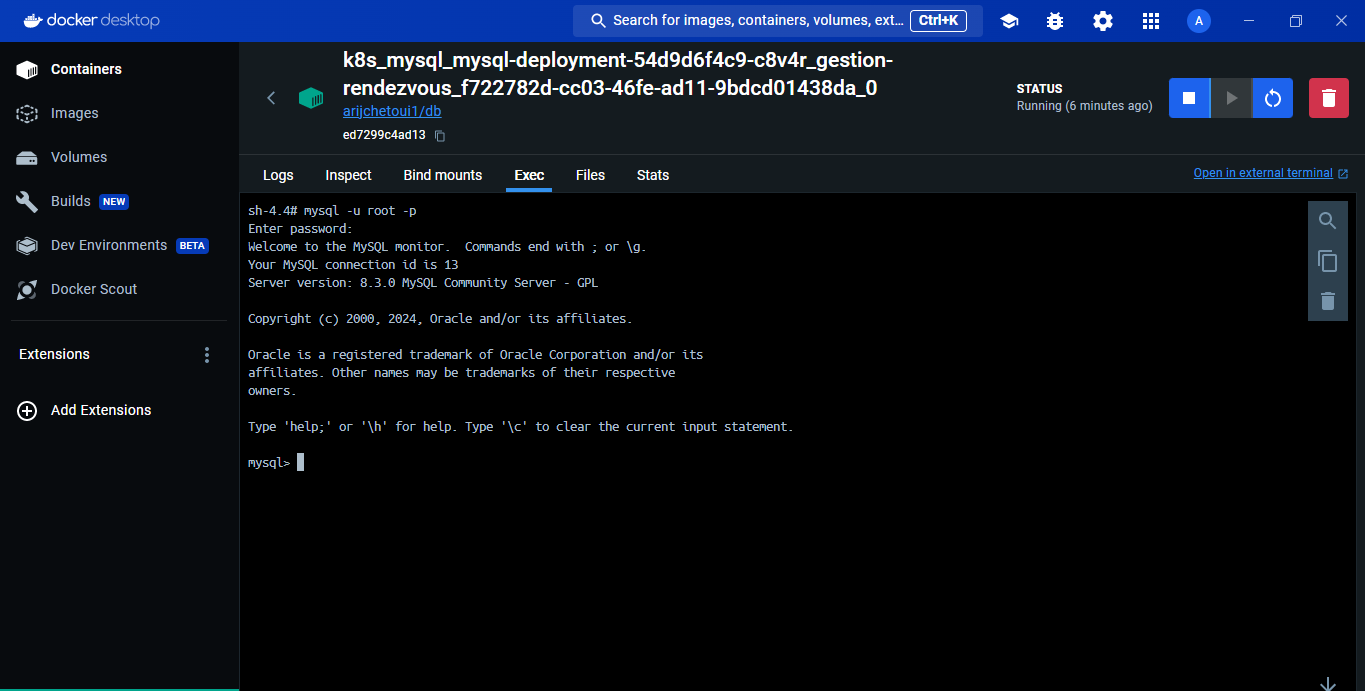 docker desktop
Search for images, containers, volumes, ext... Ctrl+K
A
Containers
Images
Volumes
Builds NEW
Dev Environments BETA
Docker Scout
Extensions
Add Extensions
k8s_mysql_mysql-deployment-54d9d6f4c9-c8v4r_gestion-
rendezvous_f722782d-cc03-46fe-ad11-9bdcd01438da_0
arijchetoui1/db
ed7299c4ad13
STATUS
Running (6 minutes ago)
Logs Inspect Bind mounts Exec Files Stats
Open in external terminal
sh-4.4# mysql -u root -p
Enter password:
Welcome to the MySQL monitor.  Commands end with ; or \g.
Your MySQL connection id is 13
Server version: 8.3.0 MySQL Community Server - GPL
Copyright (c) 2000, 2024, Oracle and/or its affiliates.
Oracle is a registered trademark of Oracle Corporation and/or its
affiliates. Other names may be trademarks of their respective
owners.
Type 'help;' or '\h' for help. Type '\c' to clear the current input statement.
mysql>